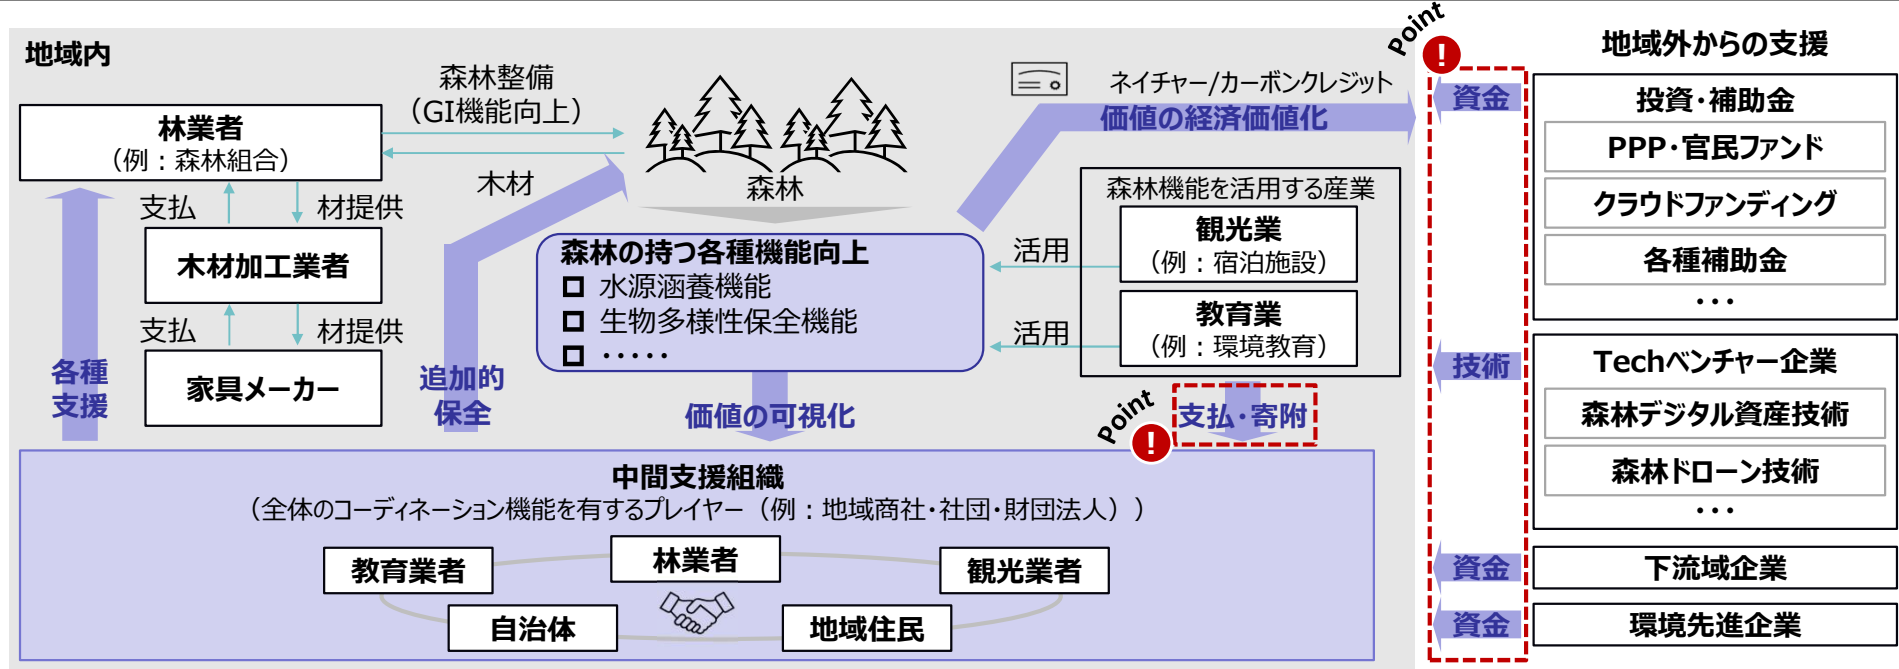 地域内
森林整備
（GI機能向上）
林業者
（例：森林組合）
木材
森林
支払
材提供
木材加工業者
支払
材提供
家具メーカー
各種
支援
追加的
保全
森林の持つ各種機能向上
水源涵養機能
生物多様性保全機能
・・・・・
価値の可視化
ネイチャー/カーボンクレジット
価値の経済価値化
森林機能を活用する産業
観光業
（例：宿泊施設）
教育業
（例：環境教育）
活用
活用
Point
!
支払・寄附
中間支援組織
（全体のコーディネーション機能を有するプレイヤー（例：地域商社・社団・財団法人））
教育業者
林業者
観光業者
自治体
地域住民
Point
!
地域外からの支援
資金
投資・補助金
PPP・官民ファンド
クラウドファンディング
各種補助金
・・・
技術
Techベンチャー企業
森林デジタル資産技術
森林ドローン技術
・・・
資金
下流域企業
資金
環境先進企業